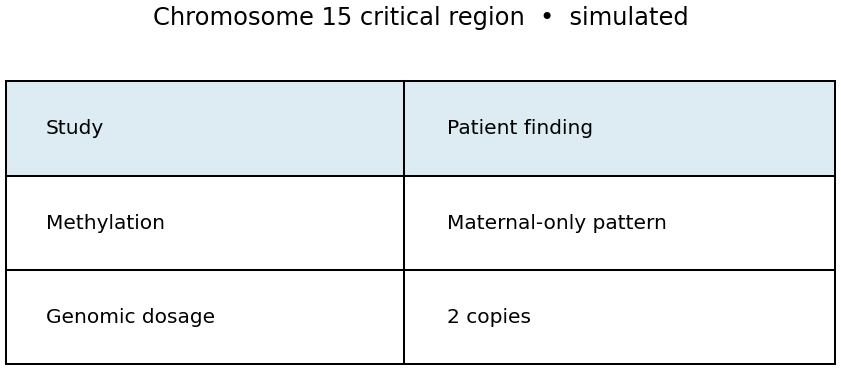 Chromosome 15 critical region • simulated
Study Patient finding
Methylation Maternal-only pattern
Genomic dosage 2 copies